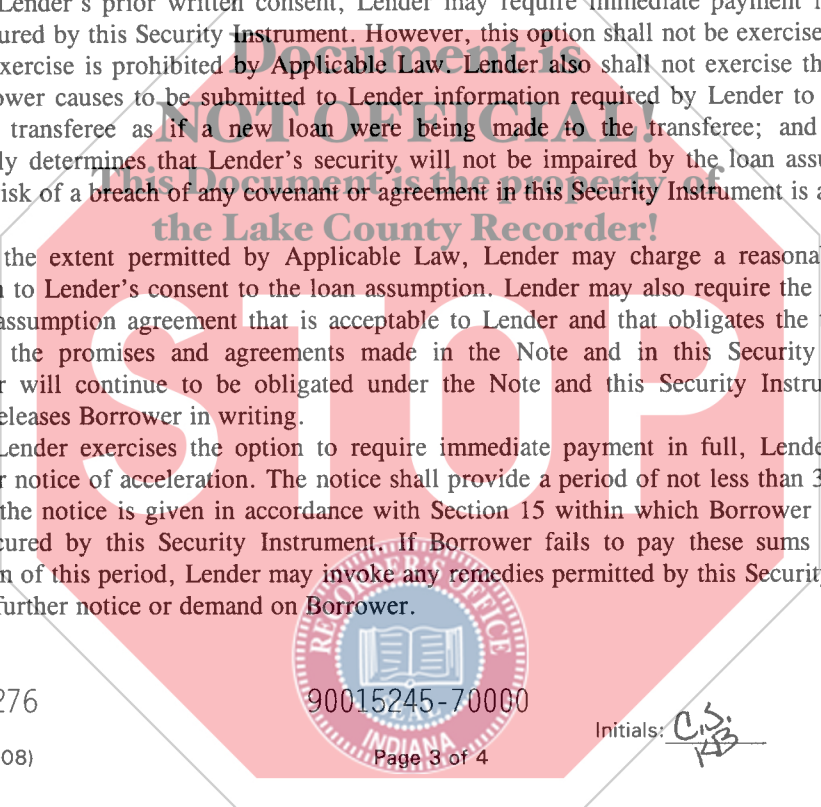 Lender's prior written consent, Lender may require immediate payment
ured by this Security Instrument. However, this option shall not be exercise
xercise is prohibited by Applicable Law. Lender also shall not exercise th
Document is
ower causes to be submitted to Lender information required by Lender to
NOT OFFICIAL!
transferee as if a new loan were being made to the transferee; and
ly determines that Lender's security will not be impaired by the loan assu
This Document is the property of
risk of a breach of any covenant or agreement in this Security Instrument is a
the Lake County Recorder!
the extent permitted by Applicable Law, Lender may charge a reasonal
n to Lender's consent to the loan assumption. Lender may also require the
assumption agreement that is acceptable to Lender and that obligates the
the promises and agreements made in the Note and in this Security
r will continue to be obligated under the Note and this Security Instru
eleases Borrower in writing.
STOP
Lender exercises the option to require immediate payment in full, Lende
r notice of acceleration. The notice shall provide a period of not less than 3
the notice is given in accordance with Section 15 within which Borrower
cured by this Security Instrument. If Borrower fails to pay these sums
n of this period, Lender may invoke any remedies permitted by this Security
further notice or demand on Borrower.
RECORDER'S OFFICE
SEAL
INDIANA
276
90015245-70000
Initials: C.S.
KB
08)
Page 3 of 4